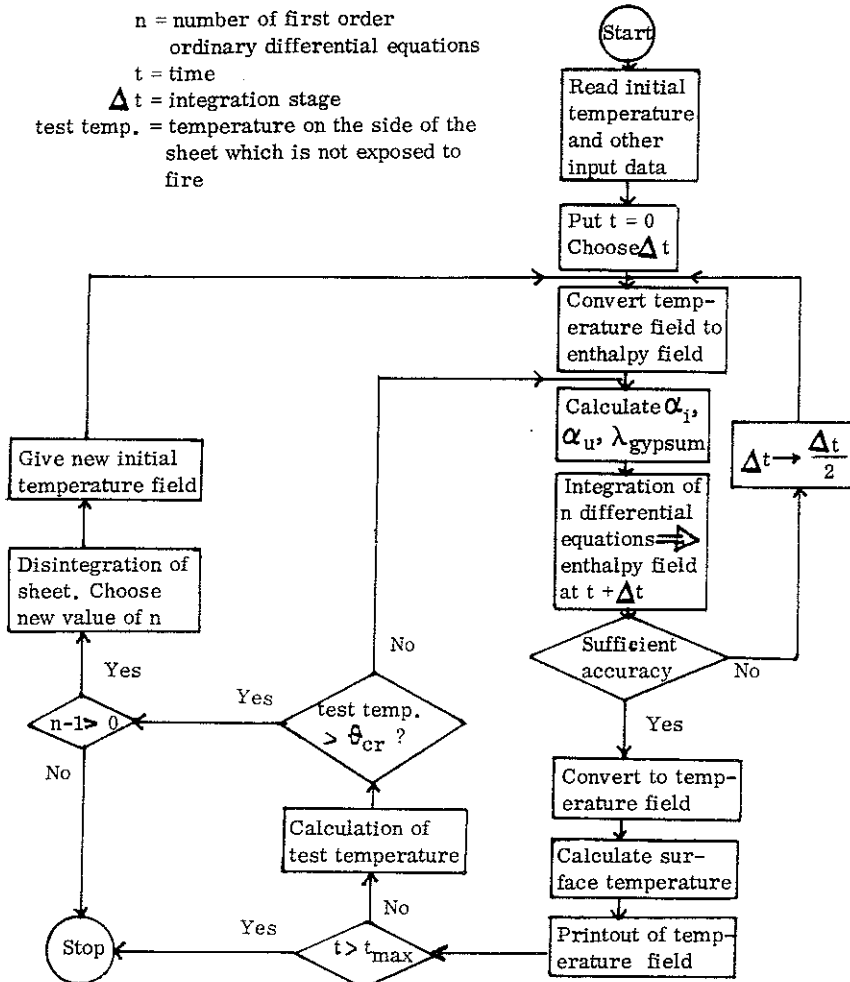 n = number of first order
ordinary differential equations
t = time
Δ t = integration stage
test temp. = temperature on the side of the
sheet which is not exposed to
fire
Start
Read initial
temperature
and other
input data
Put t = 0
Choose Δ t
Convert temp-
erature field to
enthalpy field
Calculate α_i,
α_u, λ_gypsum
Δt → Δt/2
Integration of
n differential
equations ⇒
enthalpy field
at t + Δt
Sufficient
accuracy
No
Yes
Convert to temp-
erature field
Calculate sur-
face temperature
Printout of temp-
erature field
t > t_max
Yes
No
Calculation of
test temperature
test temp.
> ϑ_cr ?
No
Yes
n-1> 0
Yes
No
Disintegration of
sheet. Choose
new value of n
Give new initial
temperature field
Stop